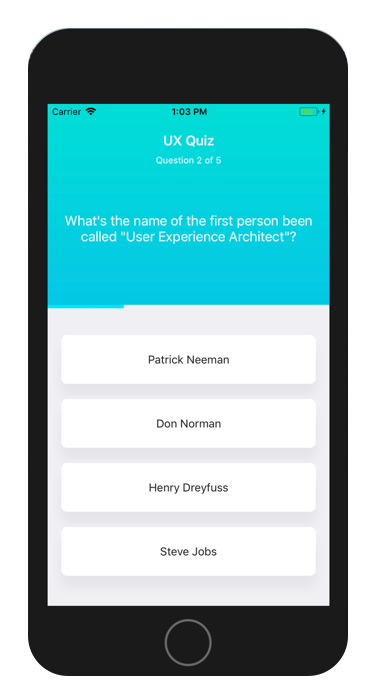 Carrier 1:03 PM
UX Quiz
Question 2 of 5
What's the name of the first person been
called "User Experience Architect"?
Patrick Neeman
Don Norman
Henry Dreyfuss
Steve Jobs